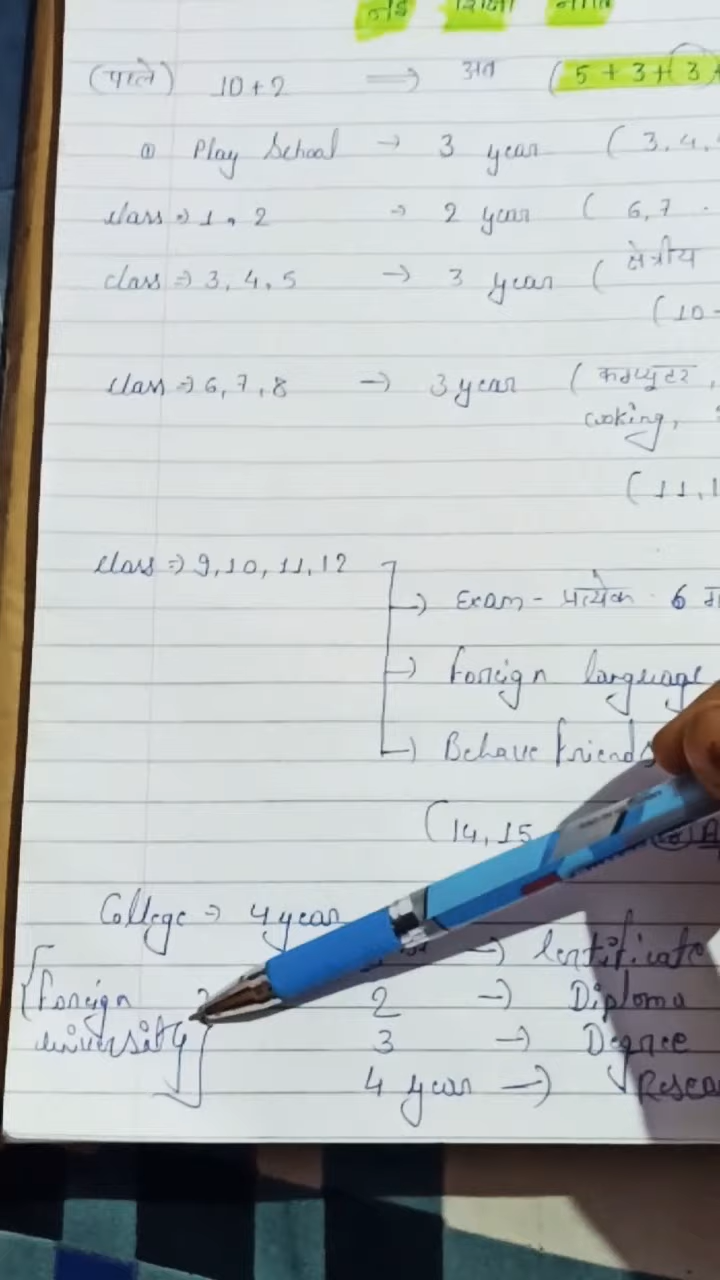 नई शिक्षा नीति
(पहले) 10+2 ⟹ अब (5+3+(3+
① Play School → 3 year (3,4,
class ⇒ 1, 2 → 2 year (6,7
class ⇒ 3,4,5 → 3 year (क्षेत्रीय
(10-
class ⇒ 6,7,8 → 3 year (कम्प्यूटर,
cooking,
(11,1
class ⇒ 9,10,11,12
→ Exam - प्रत्येक 6
→ Foreign language
→ Behave friends
(14,15
College ⇒ 4 year
→ Certificate
{Foreign 2 → Diploma
university} 3 → Degree
4 year → Resea